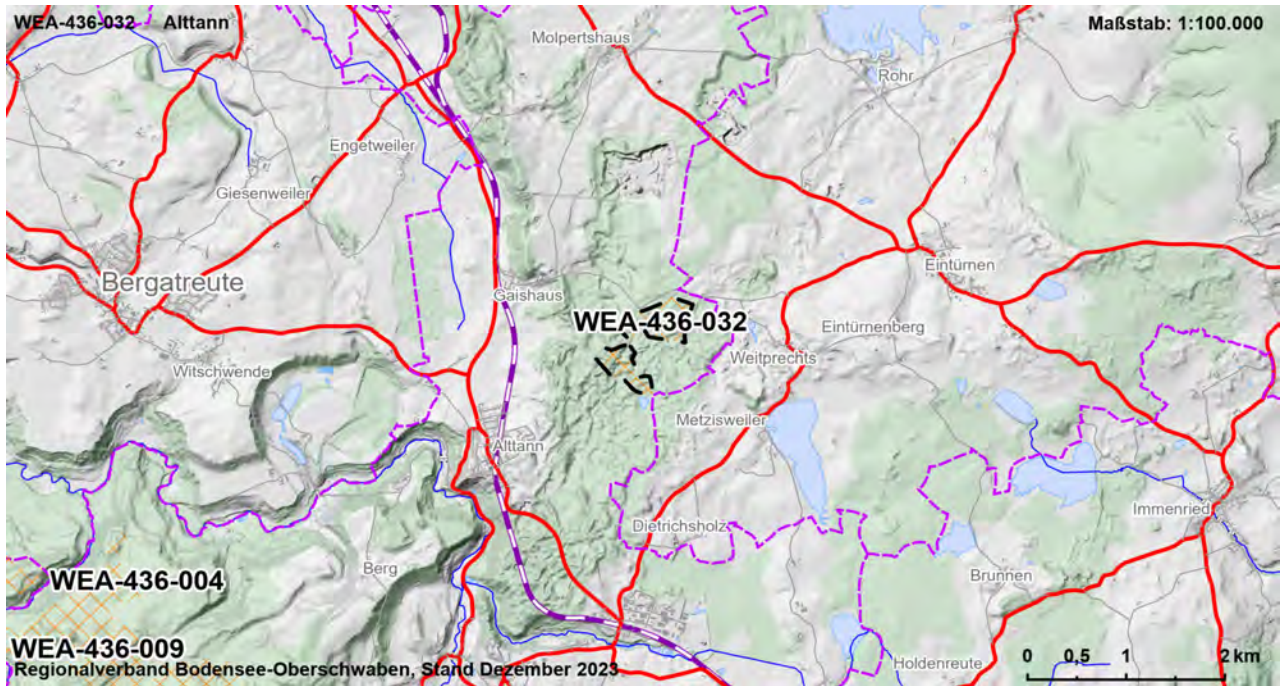 WEA-436-032 Alttann
Maßstab: 1:100.000
Molpertshaus
Rohr
Engetweiler
Giesenweiler
Eintürnen
Bergatreute
Gaishaus
WEA-436-032
Eintürnenberg
Weitprechts
Witschwende
Metzisweiler
Alttann
Immenried
Dietrichsholz
Berg
WEA-436-004
Brunnen
WEA-436-009
Holdenreute
0 0,5 1 2 km
Regionalverband Bodensee-Oberschwaben, Stand Dezember 2023